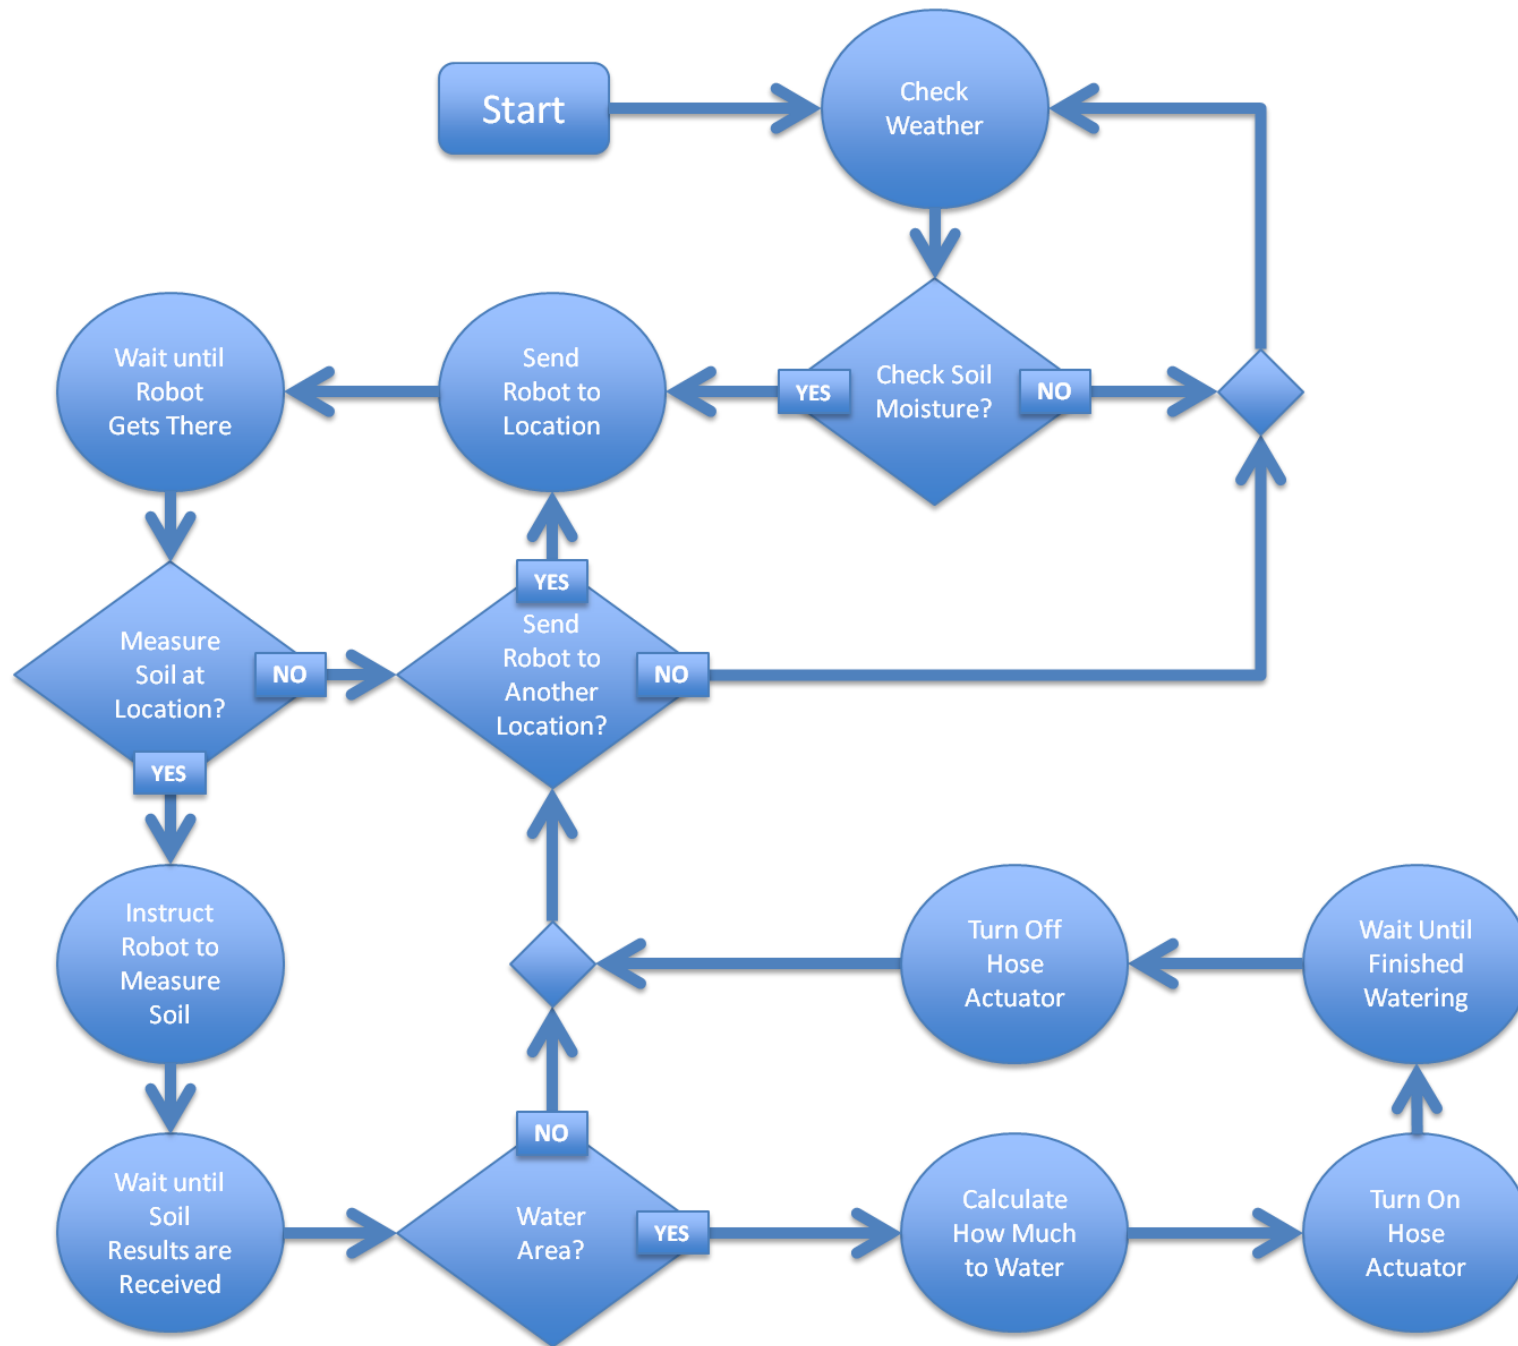 Start
Check
Weather
Wait until
Robot
Gets There
Send
Robot to
Location
YES
Check Soil
Moisture?
NO
Measure
Soil at
Location?
NO
YES
YES
Send
Robot to
Another
Location?
NO
Instruct
Robot to
Measure
Soil
Turn Off
Hose
Actuator
Wait Until
Finished
Watering
Wait until
Soil
Results are
Received
NO
Water
Area?
YES
Calculate
How Much
to Water
Turn On
Hose
Actuator